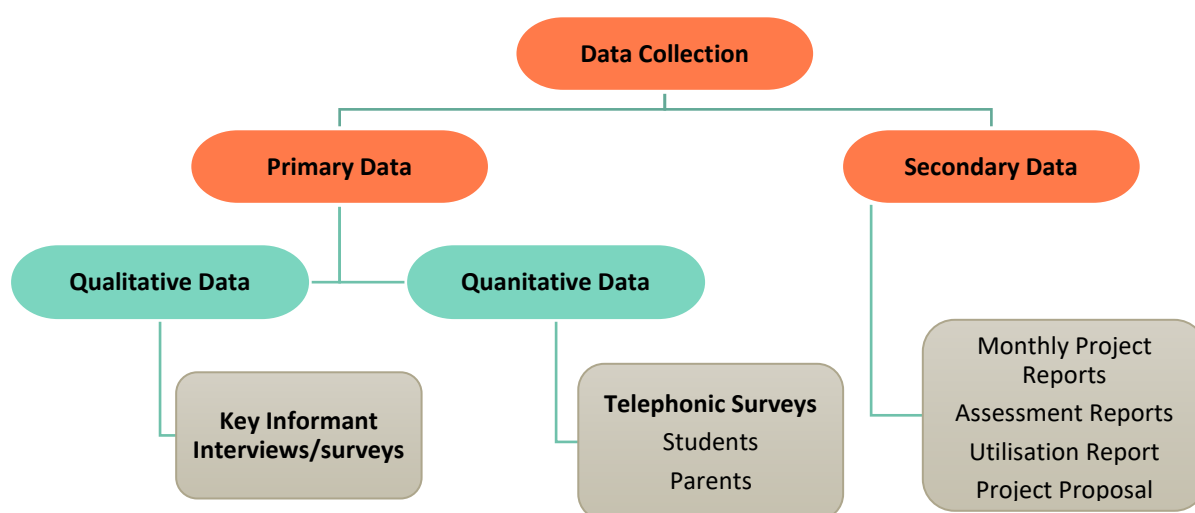 Data Collection
Primary Data
Secondary Data
Qualitative Data
Quanitative Data
Key Informant
Interviews/surveys
Telephonic Surveys
Students
Parents
Monthly Project
Reports
Assessment Reports
Utilisation Report
Project Proposal